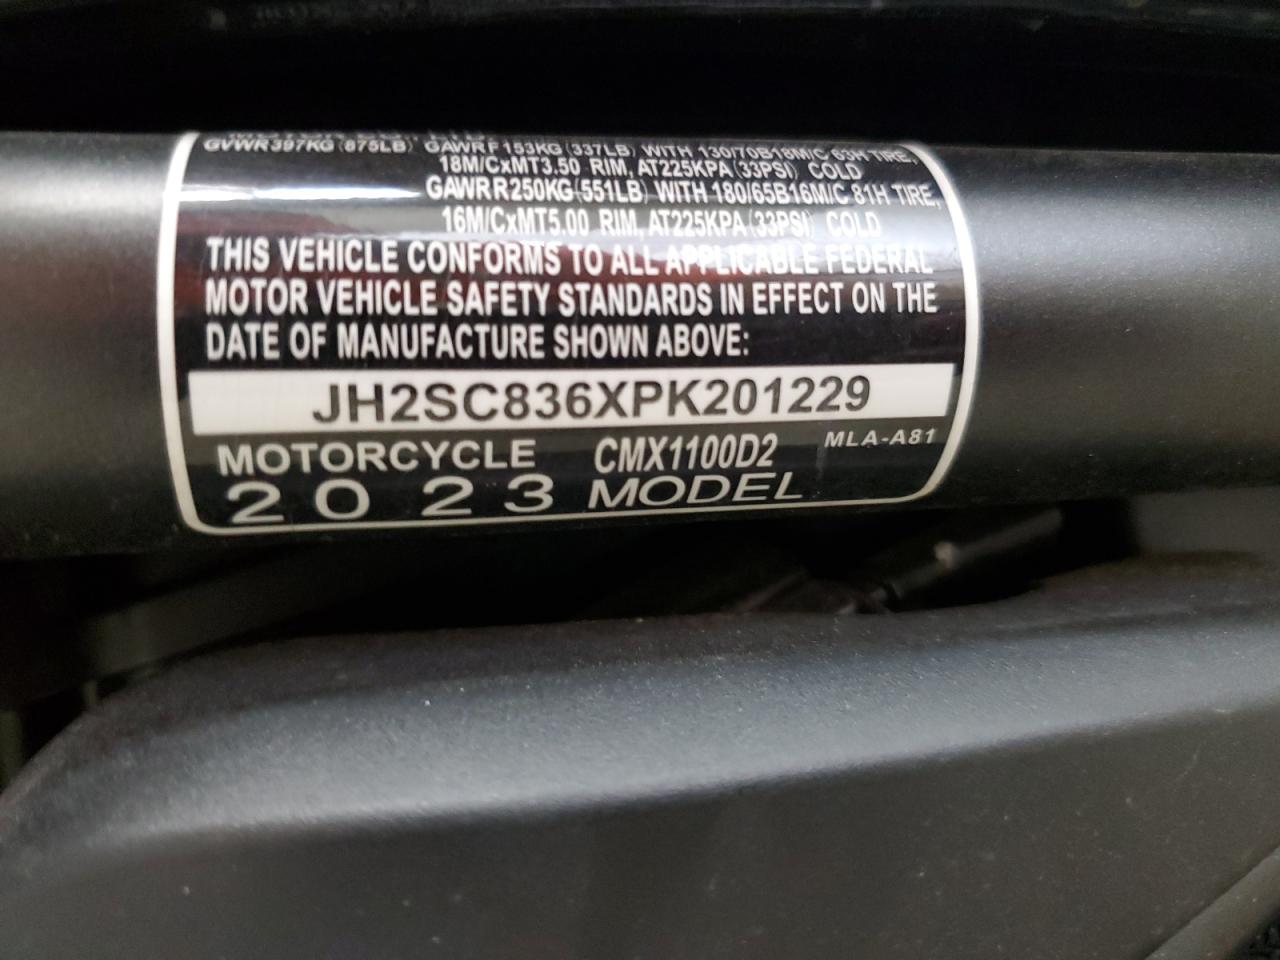 GVWR 397KG (875LB) GAWR F 153KG (337LB) WITH 130/70B18M/C 63H TIRE,
18M/CxMT3.50 RIM, AT225KPA (33PSI) COLD
GAWR R250KG (551LB) WITH 180/65B16M/C 81H TIRE,
16M/CxMT5.00 RIM, AT225KPA (33PSI) COLD
THIS VEHICLE CONFORMS TO ALL APPLICABLE FEDERAL
MOTOR VEHICLE SAFETY STANDARDS IN EFFECT ON THE
DATE OF MANUFACTURE SHOWN ABOVE:
JH2SC836XPK201229
MOTORCYCLE CMX1100D2 MLA-A81
2023 MODEL